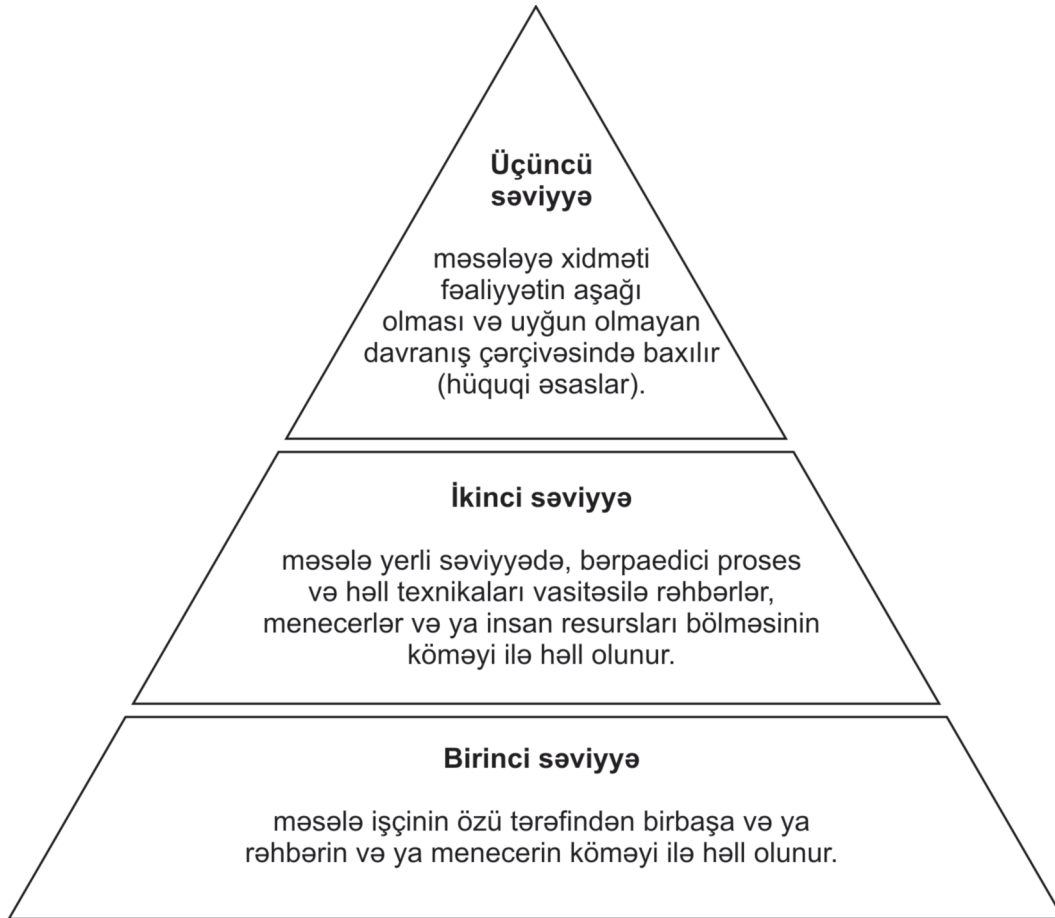 Üçüncü
səviyyə
məsələyə xidməti
fəaliyyətin aşağı
olması və uyğun olmayan
davranış çərçivəsində baxılır
(hüquqi əsaslar).
İkinci səviyyə
məsələ yerli səviyyədə, bərpaedici proses
və həll texnikaları vasitəsilə rəhbərlər,
menecerlər və ya insan resursları bölməsinin
köməyi ilə həll olunur.
Birinci səviyyə
məsələ işçinin özü tərəfindən birbaşa və ya
rəhbərin və ya menecerin köməyi ilə həll olunur.